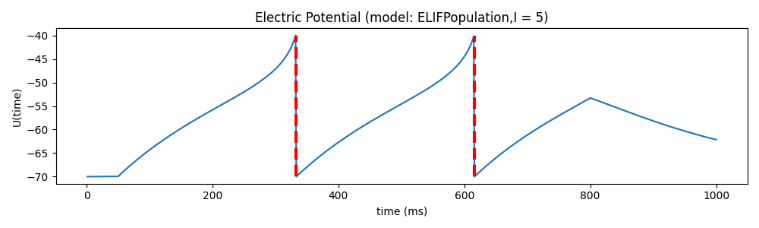 Electric Potential (model: ELIFPopulation,I = 5)
−40
−45
−50
−55
−60
−65
−70
U(time)
0 200 400 600 800 1000
time (ms)